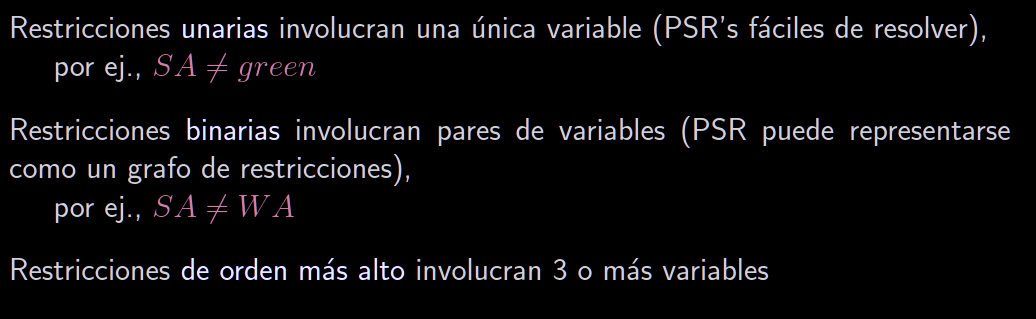 Restricciones unarias involucran una única variable (PSR's fáciles de resolver),
por ej., SA ≠ green
Restricciones binarias involucran pares de variables (PSR puede representarse
como un grafo de restricciones),
por ej., SA ≠ WA
Restricciones de orden más alto involucran 3 o más variables